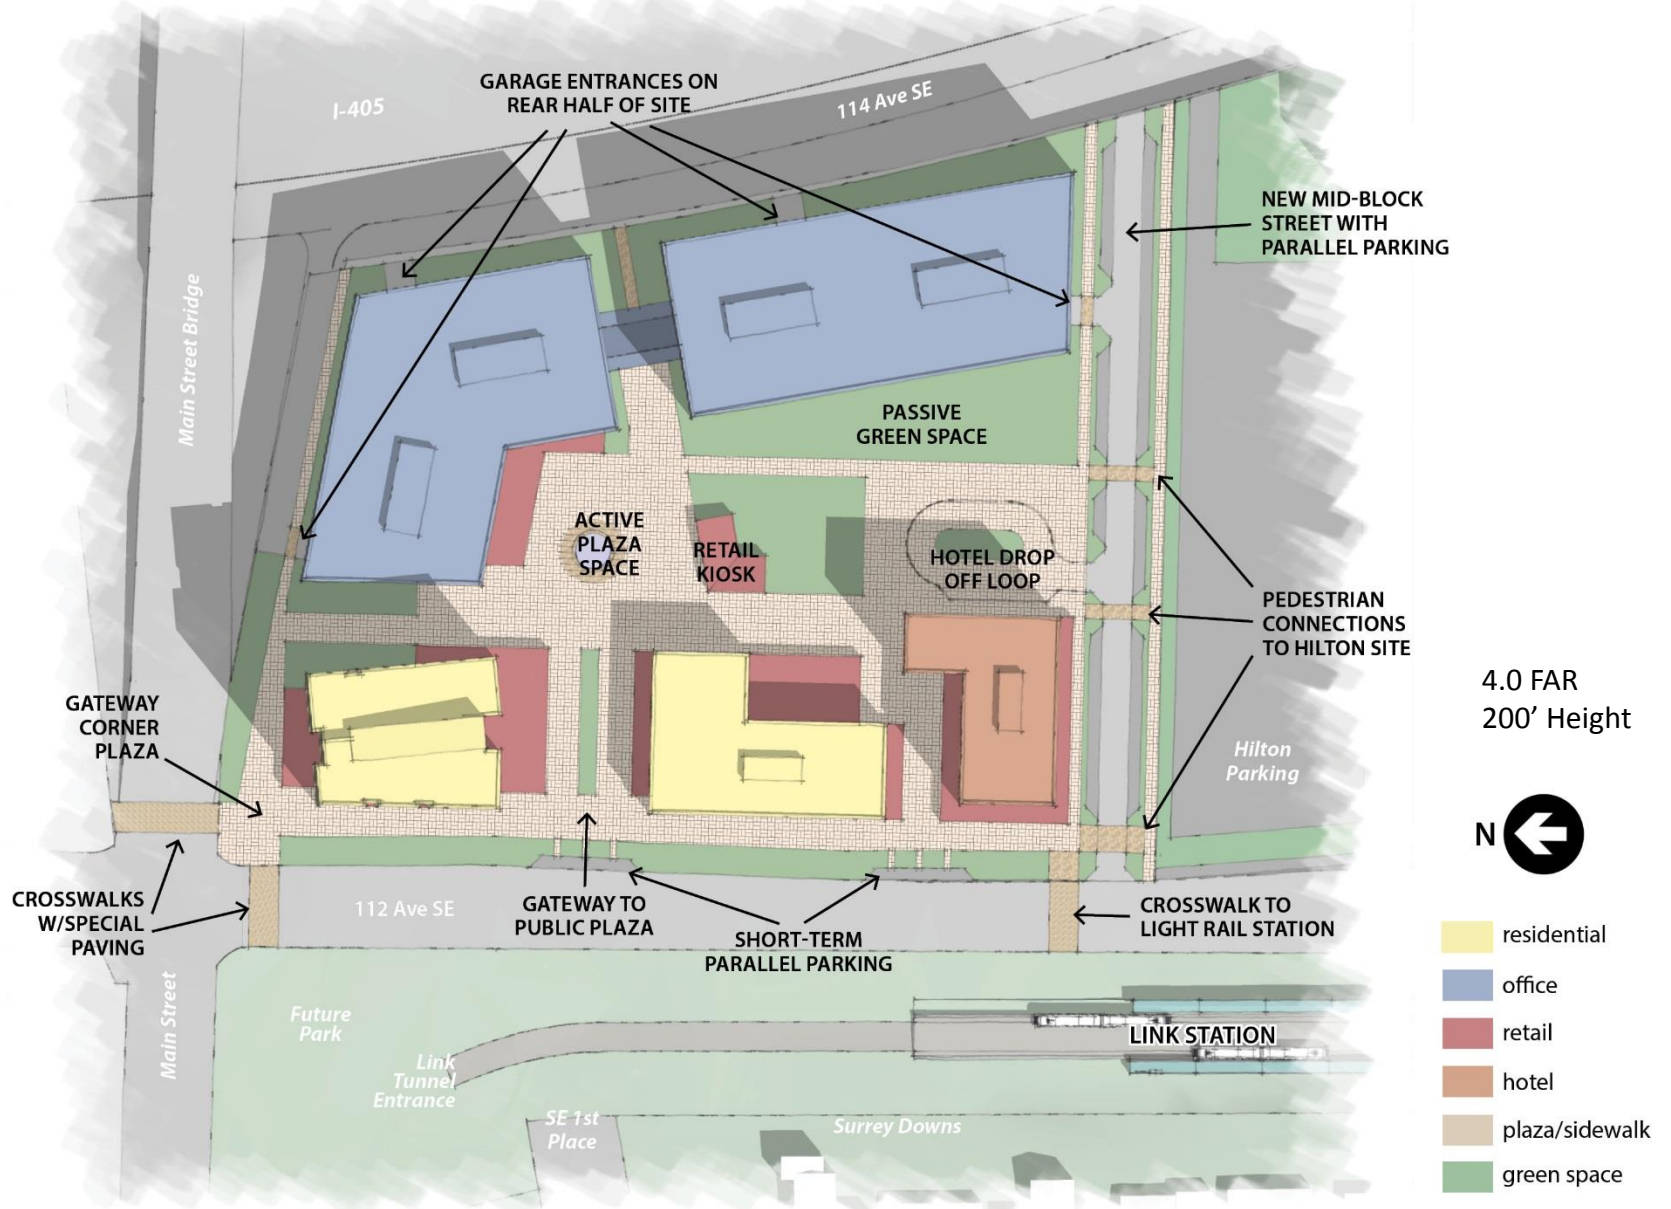 GARAGE ENTRANCES ON
REAR HALF OF SITE
I-405
114 Ave SE
NEW MID-BLOCK
STREET WITH
PARALLEL PARKING
Main Street Bridge
PASSIVE
GREEN SPACE
ACTIVE
PLAZA
SPACE
RETAIL
KIOSK
HOTEL DROP
OFF LOOP
PEDESTRIAN
CONNECTIONS
TO HILTON SITE
4.0 FAR
200' Height
GATEWAY
CORNER
PLAZA
Hilton
Parking
N
CROSSWALKS
W/SPECIAL
PAVING
112 Ave SE
GATEWAY TO
PUBLIC PLAZA
SHORT-TERM
PARALLEL PARKING
CROSSWALK TO
LIGHT RAIL STATION
residential
office
retail
hotel
plaza/sidewalk
green space
Main Street
Future
Park
Link
Tunnel
Entrance
LINK STATION
SE 1st
Place
Surrey Downs